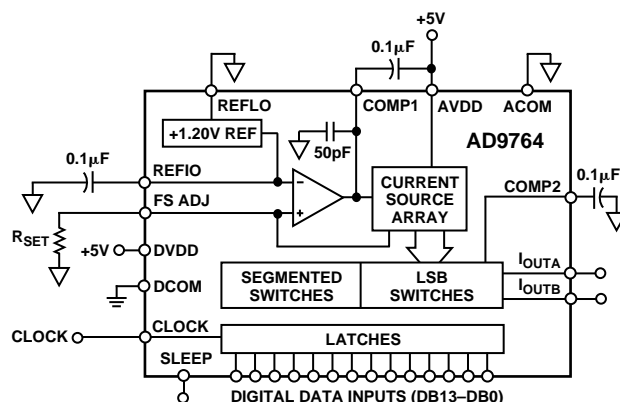 +5V
0.1µF
REFLO
COMP1
AVDD
ACOM
+1.20V REF
50pF
AD9764
0.1µF
REFIO
CURRENT
SOURCE
ARRAY
COMP2
0.1µF
FS ADJ
RSET
+5V
DVDD
DCOM
SEGMENTED
SWITCHES
LSB
SWITCHES
IOUTA
IOUTB
CLOCK
CLOCK
LATCHES
SLEEP
DIGITAL DATA INPUTS (DB13–DB0)